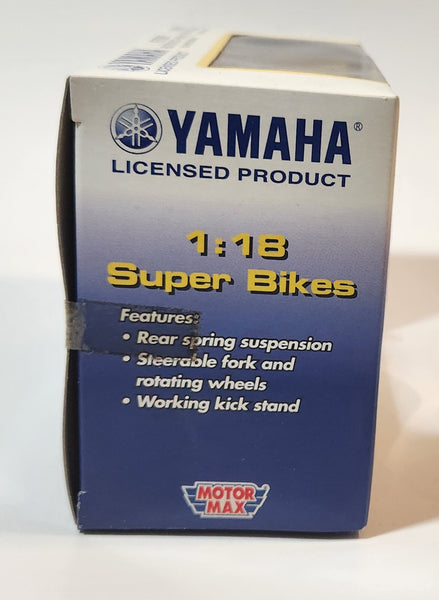 YAMAHA
YAMAHA®
LICENSED PRODUCT
1:18
Super Bikes
Features:
• Rear spring suspension
• Steerable fork and
rotating wheels
• Working kick stand
MOTOR
MAX